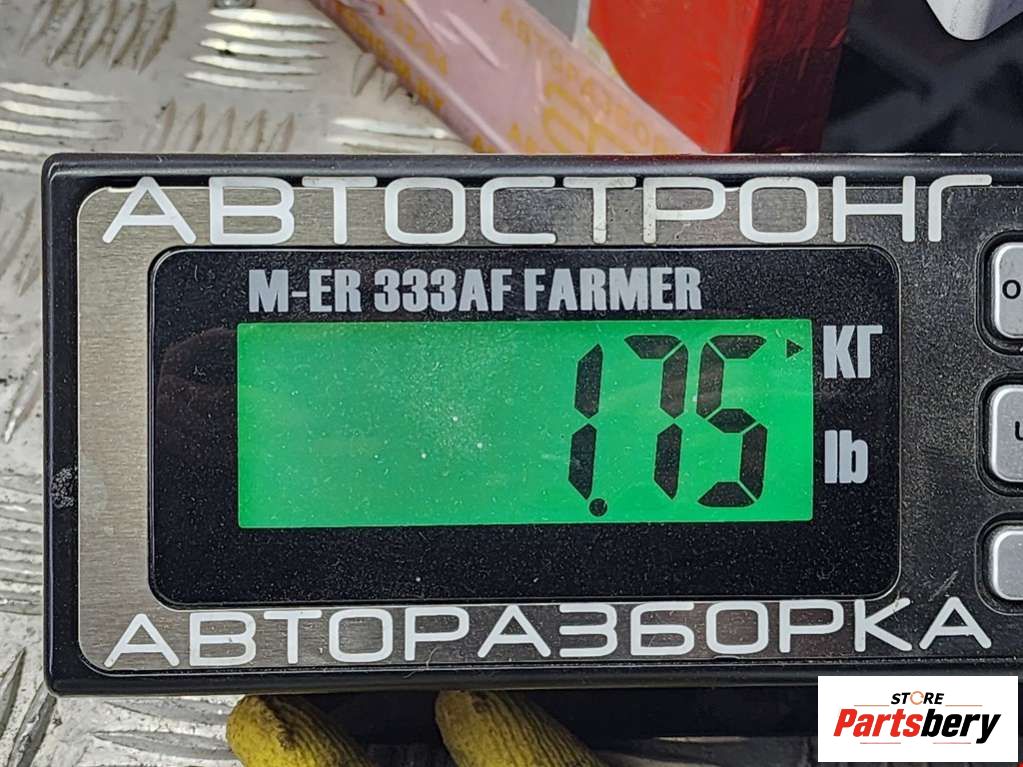 АВТОСТРОНГ
M-ER 333AF FARMER
1.75
КГ
lb
АВТОРАЗБОРКА
STORE
Partsbery